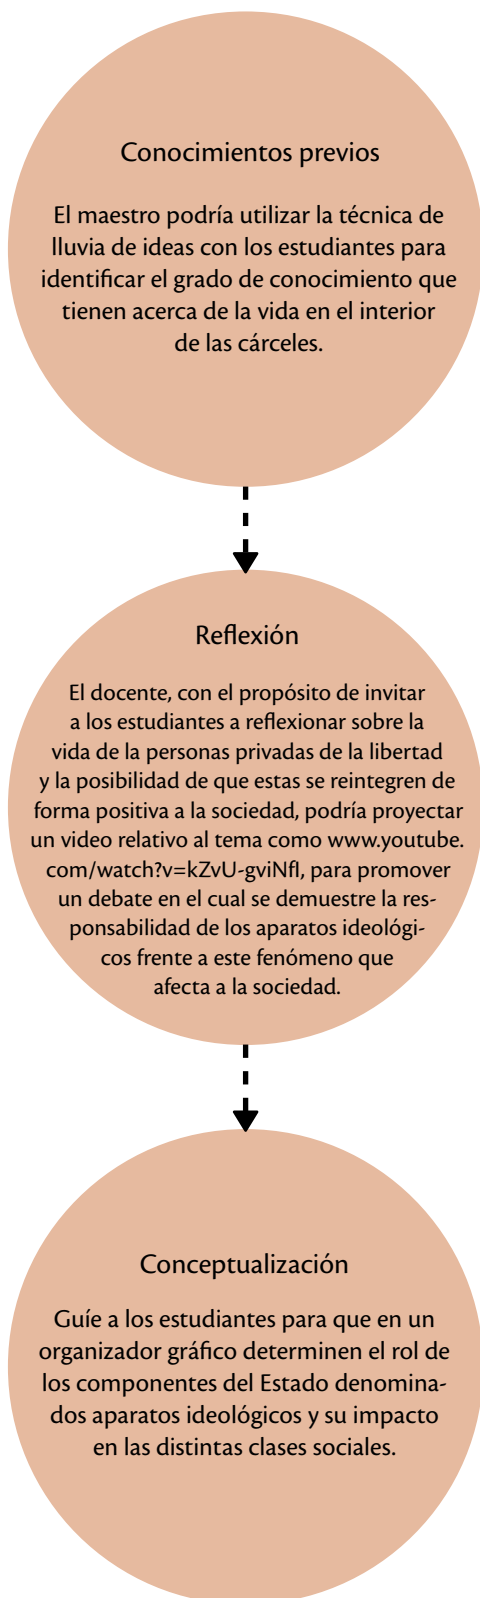 Conocimientos previos
El maestro podría utilizar la técnica de
lluvia de ideas con los estudiantes para
identificar el grado de conocimiento que
tienen acerca de la vida en el interior
de las cárceles.
Reflexión
El docente, con el propósito de invitar
a los estudiantes a reflexionar sobre la
vida de la personas privadas de la libertad
y la posibilidad de que estas se reintegren de
forma positiva a la sociedad, podría proyectar
un video relativo al tema como www.youtube.
com/watch?v=kZvU-gviNfI, para promover
un debate en el cual se demuestre la res-
ponsabilidad de los aparatos ideológi-
cos frente a este fenómeno que
afecta a la sociedad.
Conceptualización
Guíe a los estudiantes para que en un
organizador gráfico determinen el rol de
los componentes del Estado denomina-
dos aparatos ideológicos y su impacto
en las distintas clases sociales.